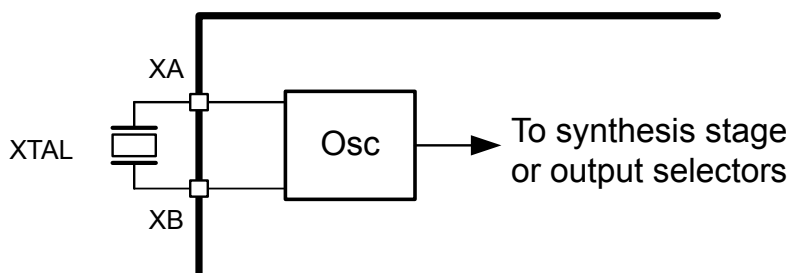 XA
XTAL
Osc
To synthesis stage
or output selectors
XB